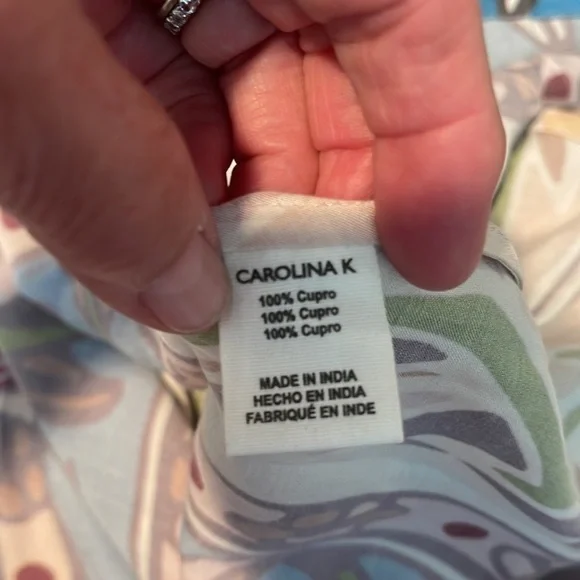 CAROLINA K
100% Cupro
100% Cupro
100% Cupro
MADE IN INDIA
HECHO EN INDIA
FABRIQUÉ EN INDE